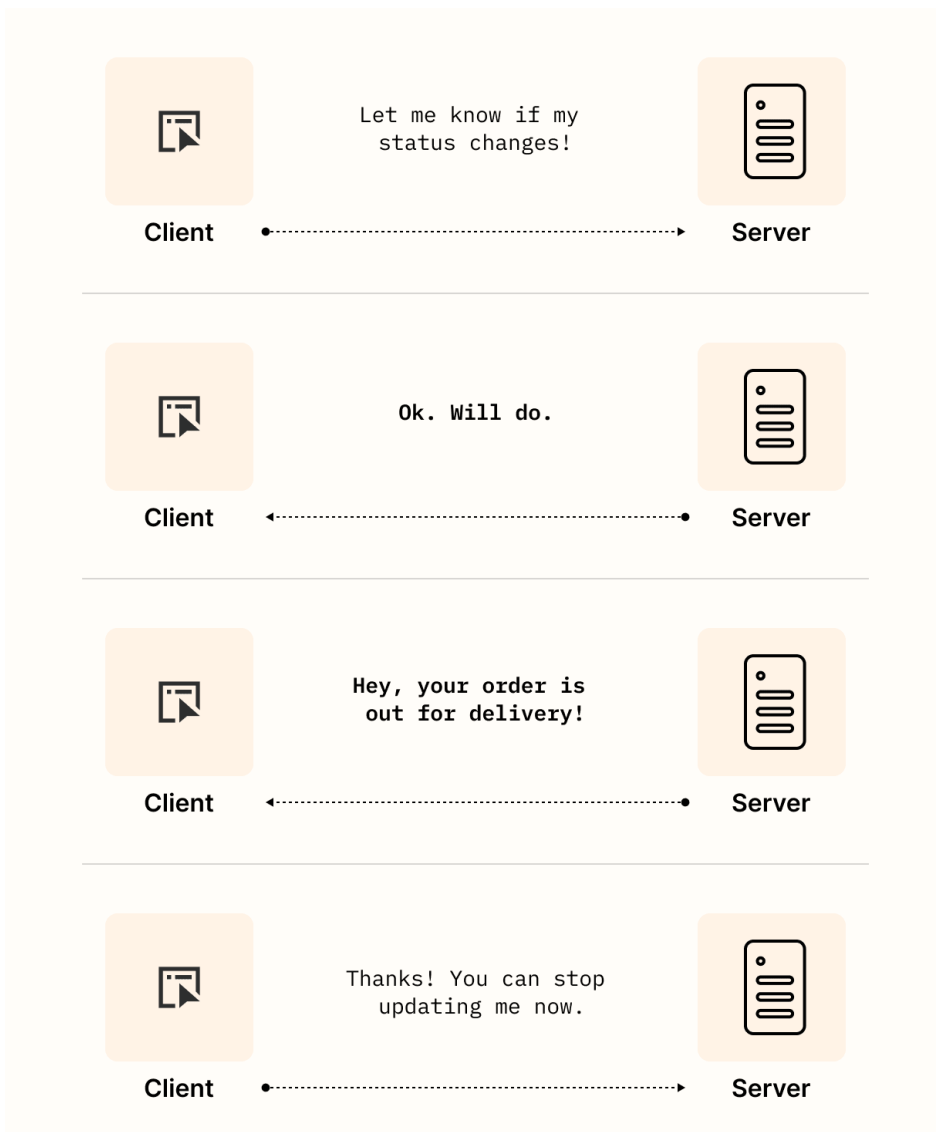 Let me know if my
status changes!
Client
Server
Ok. Will do.
Client
Server
Hey, your order is
out for delivery!
Client
Server
Thanks! You can stop
updating me now.
Client
Server